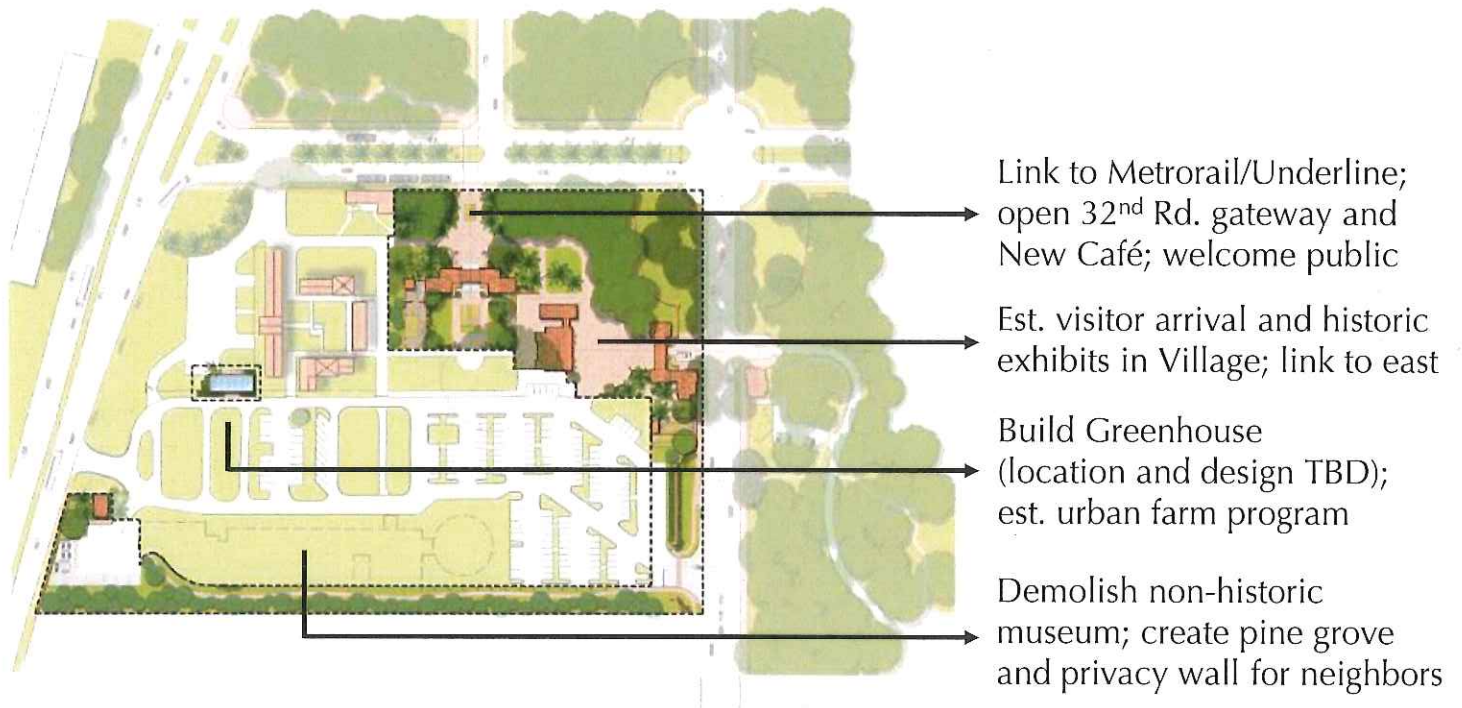 Link to Metrorail/Underline;
open 32nd Rd. gateway and
New Café; welcome public
Est. visitor arrival and historic
exhibits in Village; link to east
Build Greenhouse
(location and design TBD);
est. urban farm program
Demolish non-historic
museum; create pine grove
and privacy wall for neighbors